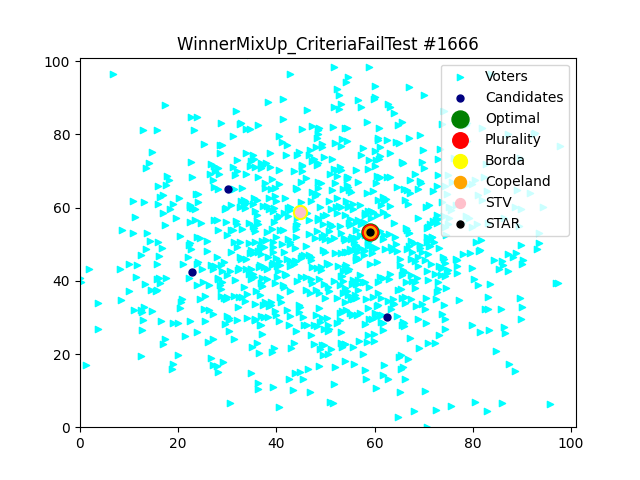 WinnerMixUp_CriteriaFailTest #1666
100
80
60
40
20
0
0 20 40 60 80 100
Voters
Candidates
Optimal
Plurality
Borda
Copeland
STV
STAR